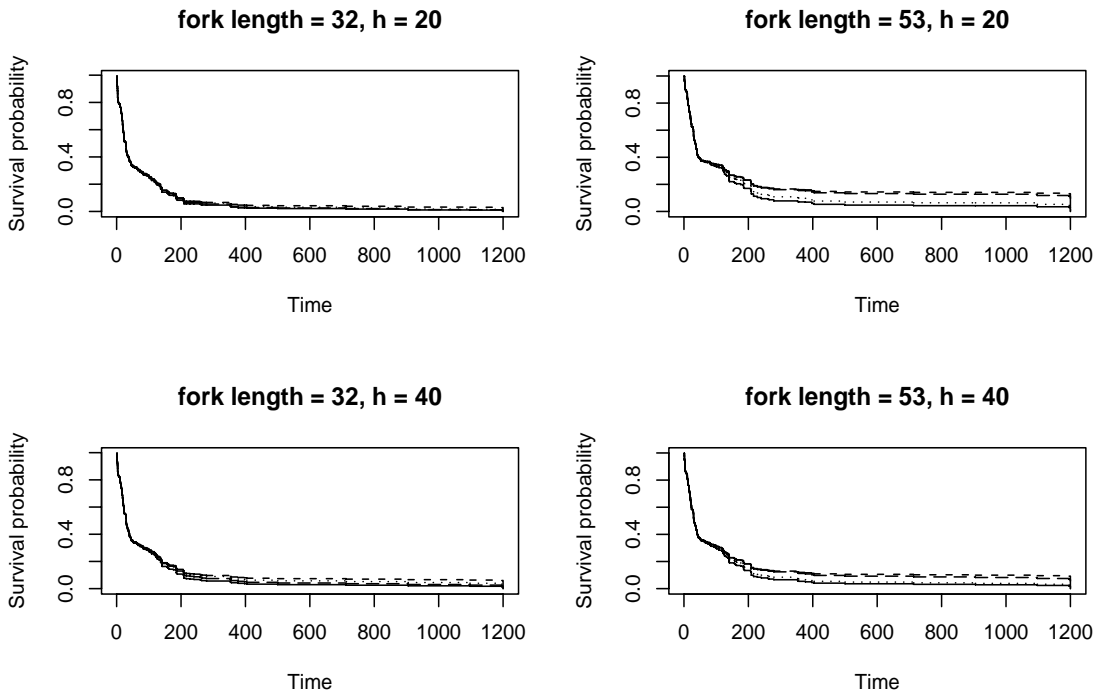 fork length = 32, h = 20
Survival probability
0.0 0.4 0.8
0 200 400 600 800 1000 1200
Time
fork length = 53, h = 20
Survival probability
0.0 0.4 0.8
0 200 400 600 800 1000 1200
Time
fork length = 32, h = 40
Survival probability
0.0 0.4 0.8
0 200 400 600 800 1000 1200
Time
fork length = 53, h = 40
Survival probability
0.0 0.4 0.8
0 200 400 600 800 1000 1200
Time